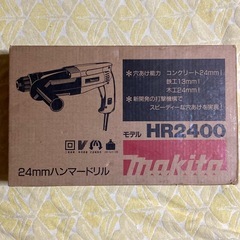 ●穴あけ能力 コンクリート24mm!
鉄工13mm!
木工24mm!
●新開発の打撃機構で
スピーディーな穴あけを実現!
モデル HR2400
makita
24mmハンマードリル